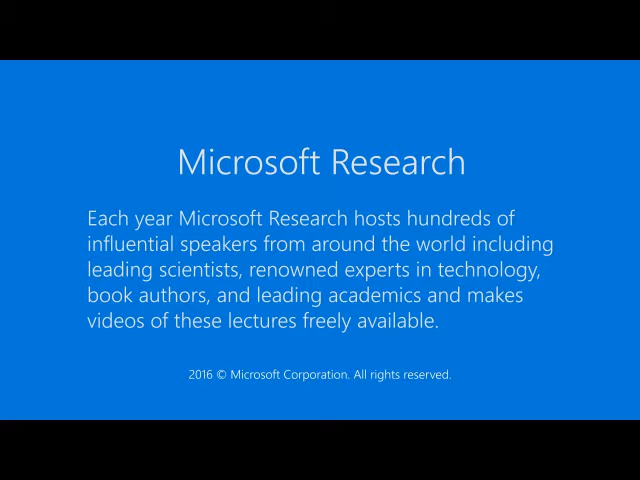 Microsoft Research
Each year Microsoft Research hosts hundreds of
influential speakers from around the world including
leading scientists, renowned experts in technology,
book authors, and leading academics and makes
videos of these lectures freely available.
2016 © Microsoft Corporation. All rights reserved.